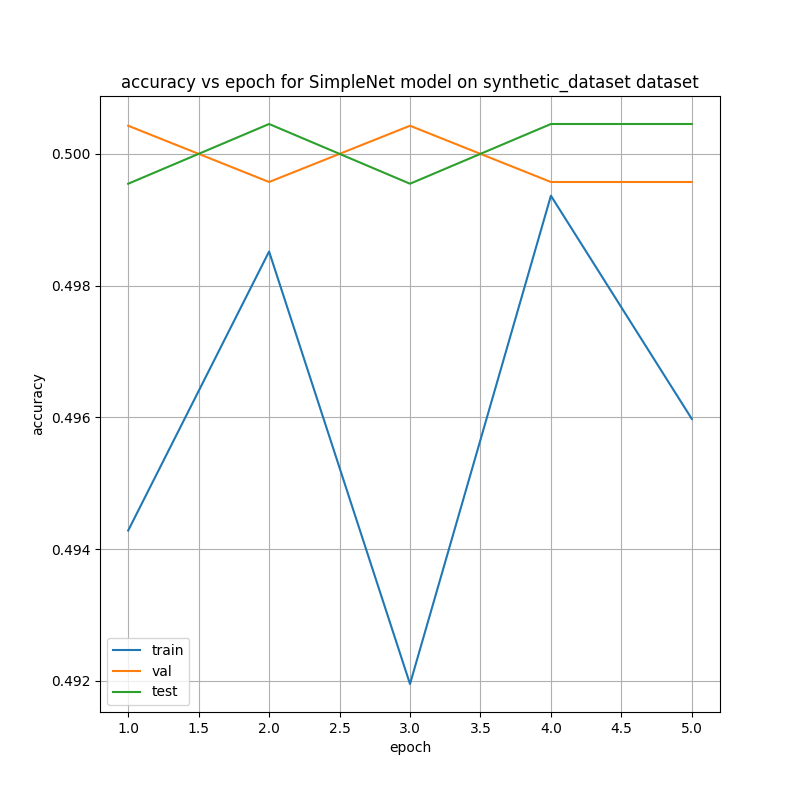 accuracy vs epoch for SimpleNet model on synthetic_dataset dataset
0.500
0.498
0.496
0.494
0.492
accuracy
train
val
test
1.0 1.5 2.0 2.5 3.0 3.5 4.0 4.5 5.0
epoch